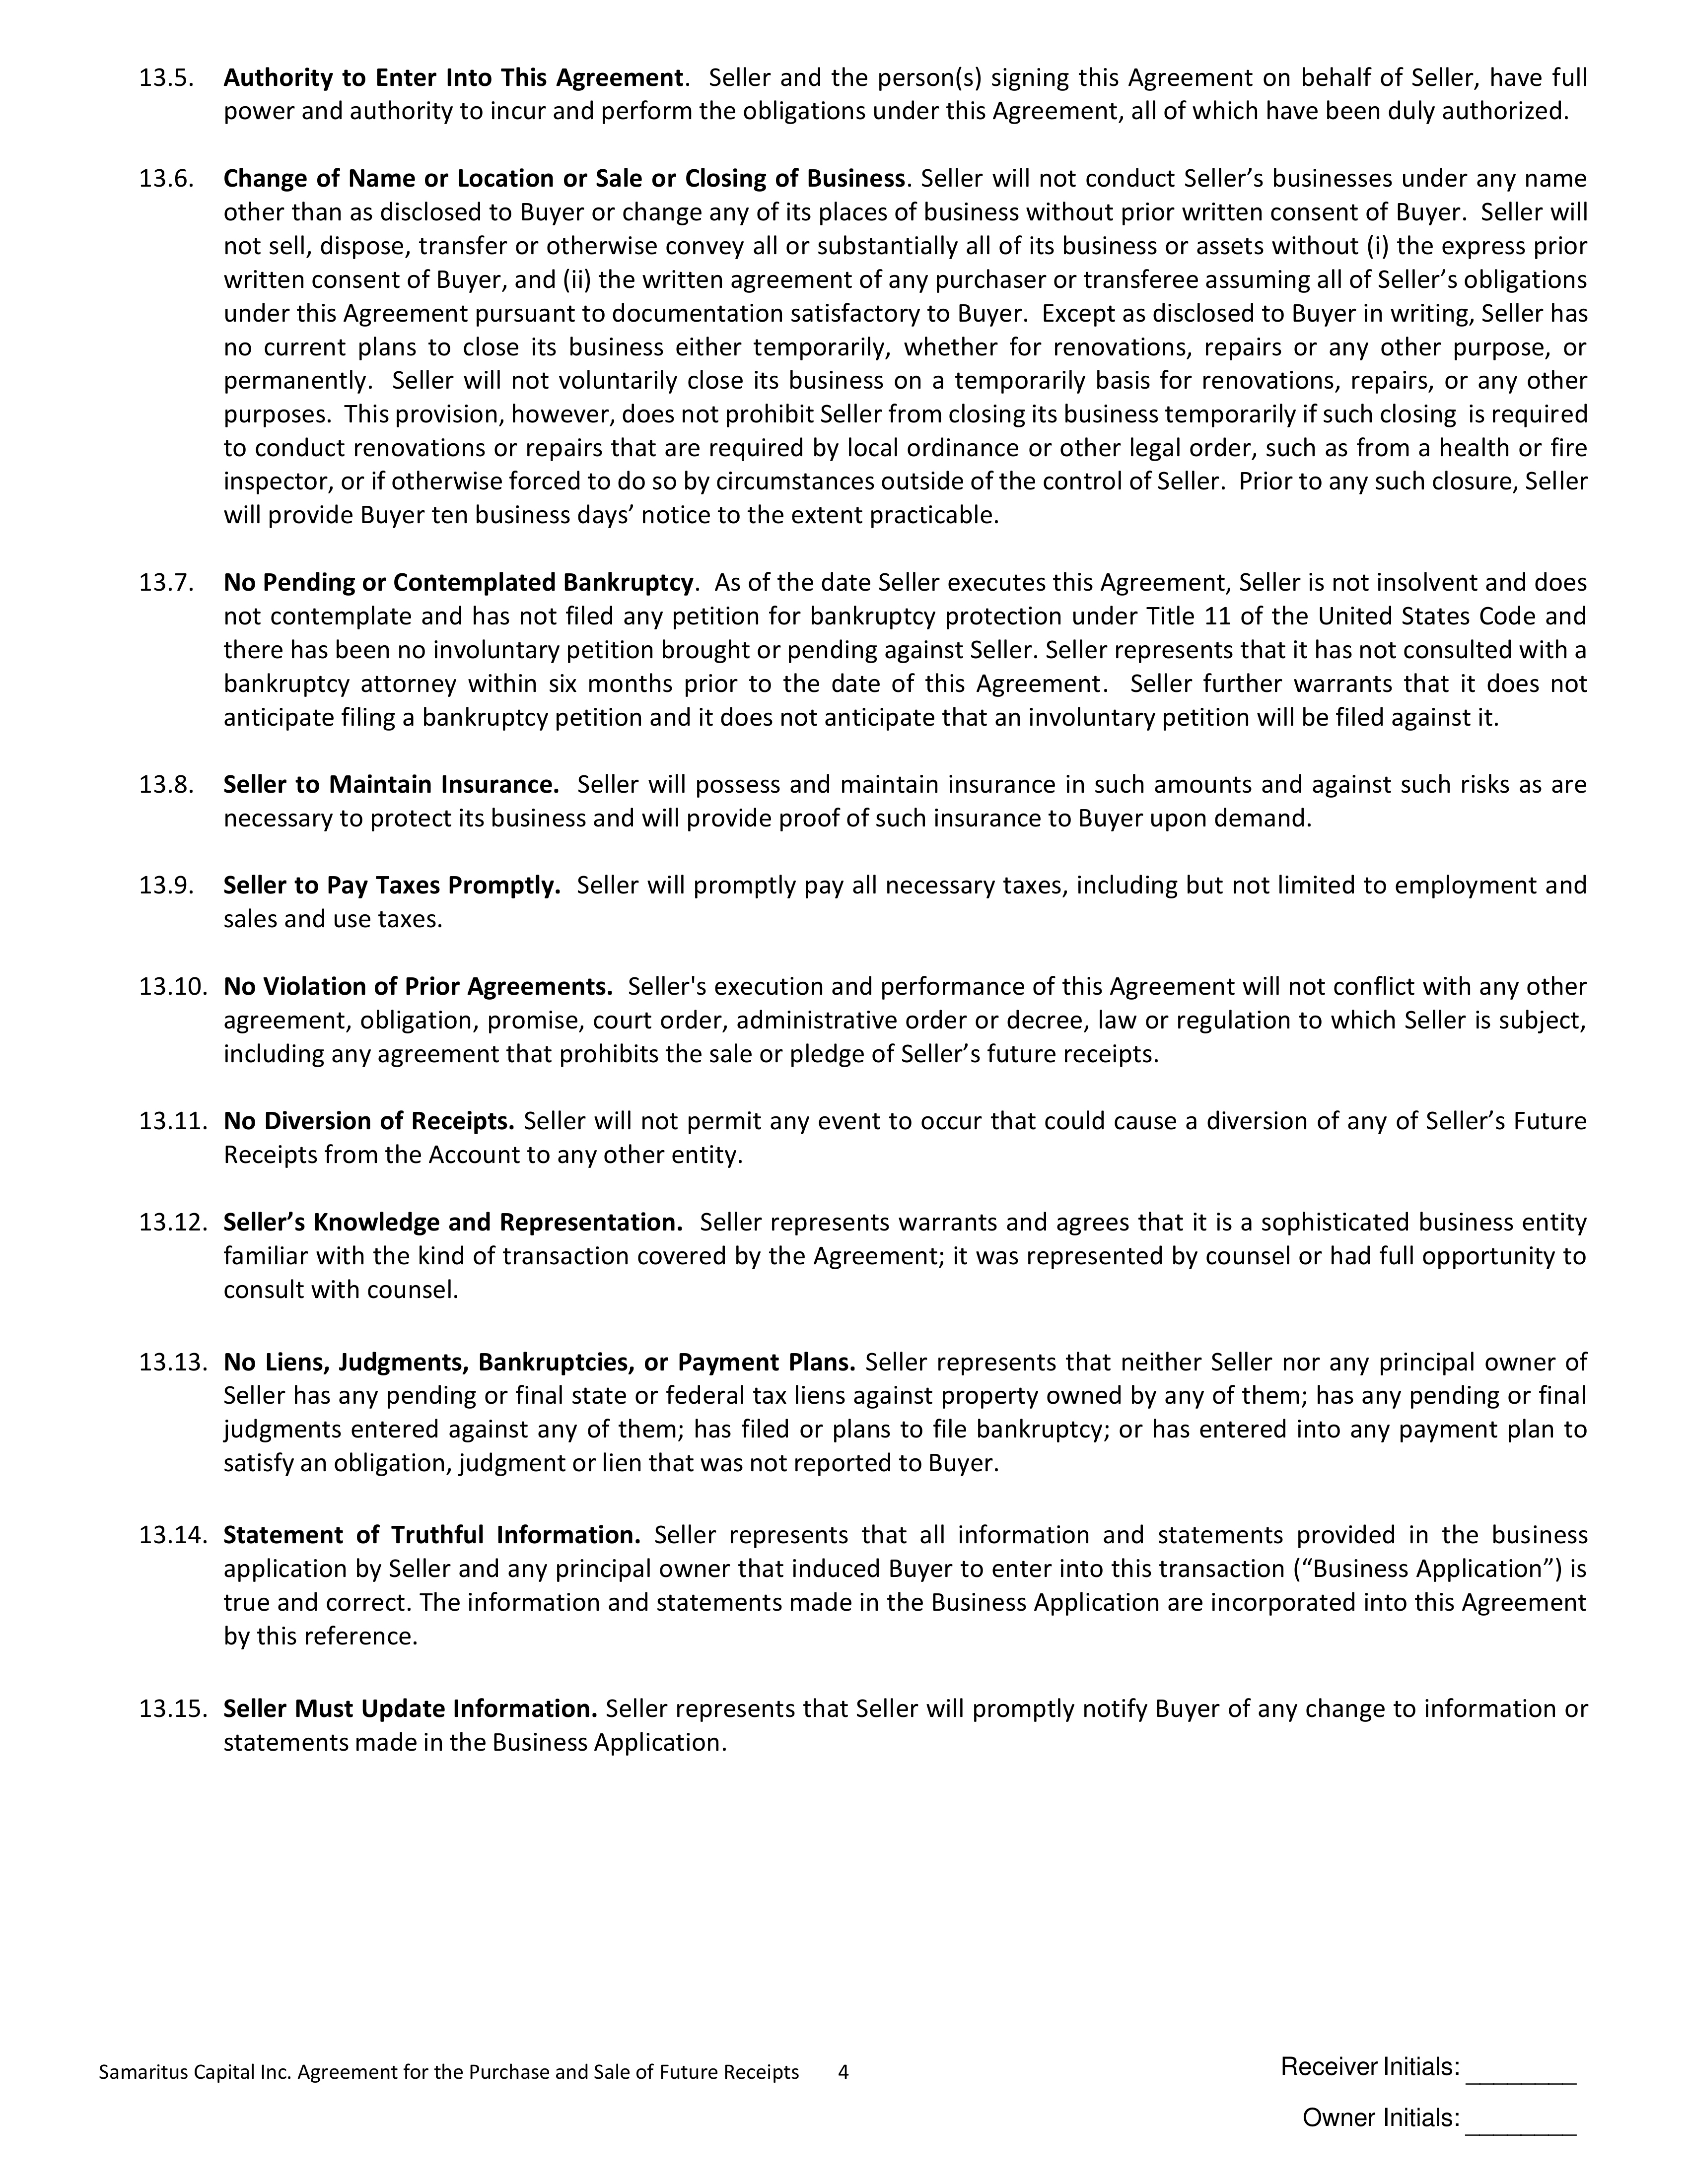 13.5. Authority to Enter Into This Agreement. Seller and the person(s) signing this Agreement on behalf of Seller, have full
power and authority to incur and perform the obligations under this Agreement, all of which have been duly authorized.
13.6. Change of Name or Location or Sale or Closing of Business. Seller will not conduct Seller’s businesses under any name
other than as disclosed to Buyer or change any of its places of business without prior written consent of Buyer. Seller will
not sell, dispose, transfer or otherwise convey all or substantially all of its business or assets without (i) the express prior
written consent of Buyer, and (ii) the written agreement of any purchaser or transferee assuming all of Seller’s obligations
under this Agreement pursuant to documentation satisfactory to Buyer. Except as disclosed to Buyer in writing, Seller has
no current plans to close its business either temporarily, whether for renovations, repairs or any other purpose, or
permanently. Seller will not voluntarily close its business on a temporarily basis for renovations, repairs, or any other
purposes. This provision, however, does not prohibit Seller from closing its business temporarily if such closing is required
to conduct renovations or repairs that are required by local ordinance or other legal order, such as from a health or fire
inspector, or if otherwise forced to do so by circumstances outside of the control of Seller. Prior to any such closure, Seller
will provide Buyer ten business days’ notice to the extent practicable.
13.7. No Pending or Contemplated Bankruptcy. As of the date Seller executes this Agreement, Seller is not insolvent and does
not contemplate and has not filed any petition for bankruptcy protection under Title 11 of the United States Code and
there has been no involuntary petition brought or pending against Seller. Seller represents that it has not consulted with a
bankruptcy attorney within six months prior to the date of this Agreement. Seller further warrants that it does not
anticipate filing a bankruptcy petition and it does not anticipate that an involuntary petition will be filed against it.
13.8. Seller to Maintain Insurance. Seller will possess and maintain insurance in such amounts and against such risks as are
necessary to protect its business and will provide proof of such insurance to Buyer upon demand.
13.9. Seller to Pay Taxes Promptly. Seller will promptly pay all necessary taxes, including but not limited to employment and
sales and use taxes.
13.10. No Violation of Prior Agreements. Seller's execution and performance of this Agreement will not conflict with any other
agreement, obligation, promise, court order, administrative order or decree, law or regulation to which Seller is subject,
including any agreement that prohibits the sale or pledge of Seller’s future receipts.
13.11. No Diversion of Receipts. Seller will not permit any event to occur that could cause a diversion of any of Seller’s Future
Receipts from the Account to any other entity.
13.12. Seller’s Knowledge and Representation. Seller represents warrants and agrees that it is a sophisticated business entity
familiar with the kind of transaction covered by the Agreement; it was represented by counsel or had full opportunity to
consult with counsel.
13.13. No Liens, Judgments, Bankruptcies, or Payment Plans. Seller represents that neither Seller nor any principal owner of
Seller has any pending or final state or federal tax liens against property owned by any of them; has any pending or final
judgments entered against any of them; has filed or plans to file bankruptcy; or has entered into any payment plan to
satisfy an obligation, judgment or lien that was not reported to Buyer.
13.14. Statement of Truthful Information. Seller represents that all information and statements provided in the business
application by Seller and any principal owner that induced Buyer to enter into this transaction (“Business Application”) is
true and correct. The information and statements made in the Business Application are incorporated into this Agreement
by this reference.
13.15. Seller Must Update Information. Seller represents that Seller will promptly notify Buyer of any change to information or
statements made in the Business Application.
Samaritus Capital Inc. Agreement for the Purchase and Sale of Future Receipts 4
Receiver Initials: ________
Owner Initials: ________